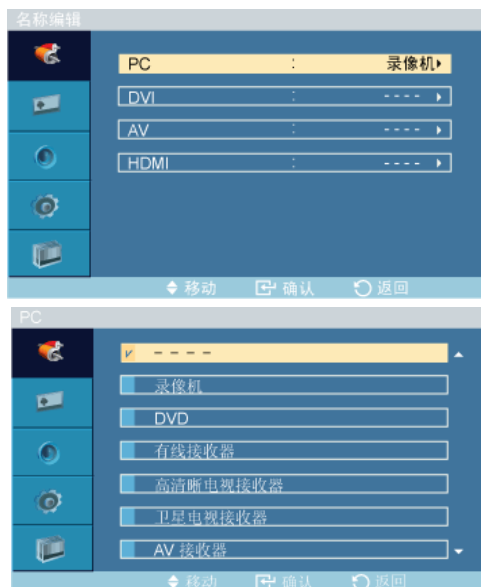 名称编辑
PC : 录像机
DVI : - - - -
AV : - - - -
HDMI : - - - -
移动 确认 返回
PC
- - - -
录像机
DVD
有线接收器
高清晰电视接收器
卫星电视接收器
AV 接收器
移动 确认 返回